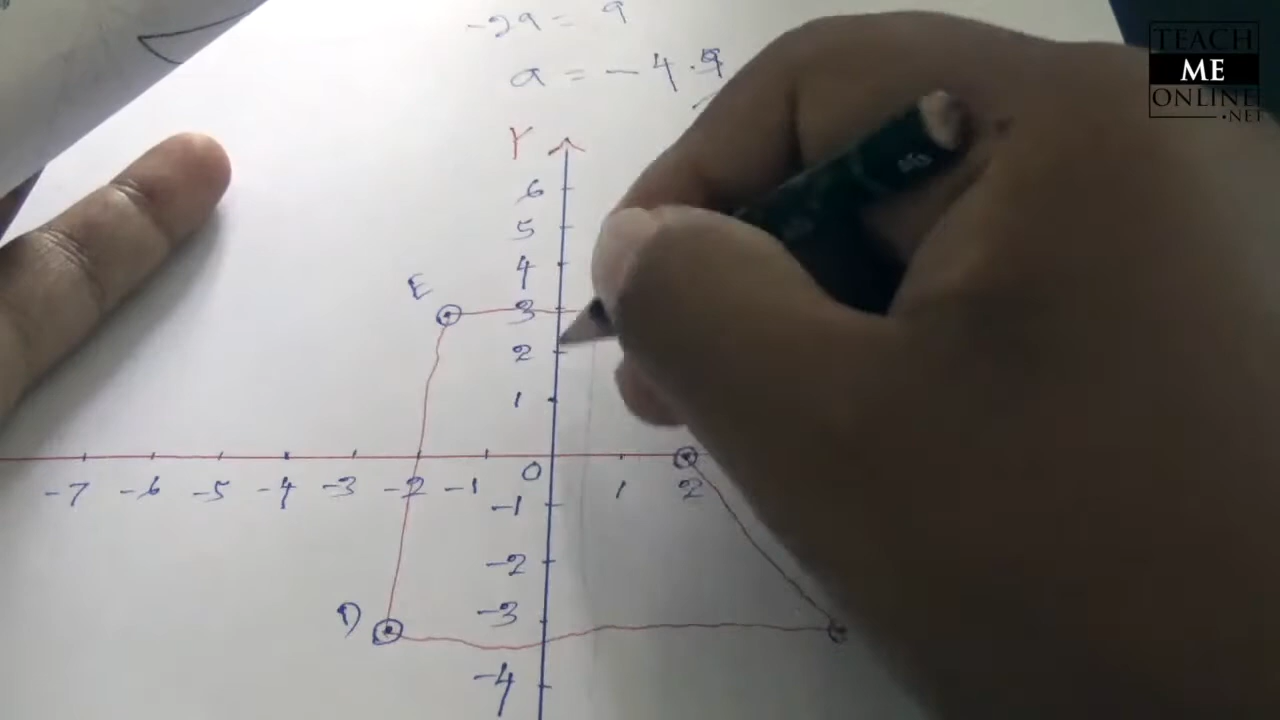 -2a = 9
a = -4.9
TEACH
ME
ONLINE
.NET
Y
6
5
4
E
3
2
1
0
-7 -6 -5 -4 -3 -2 -1 1 2
-1
-2
D
-3
-4